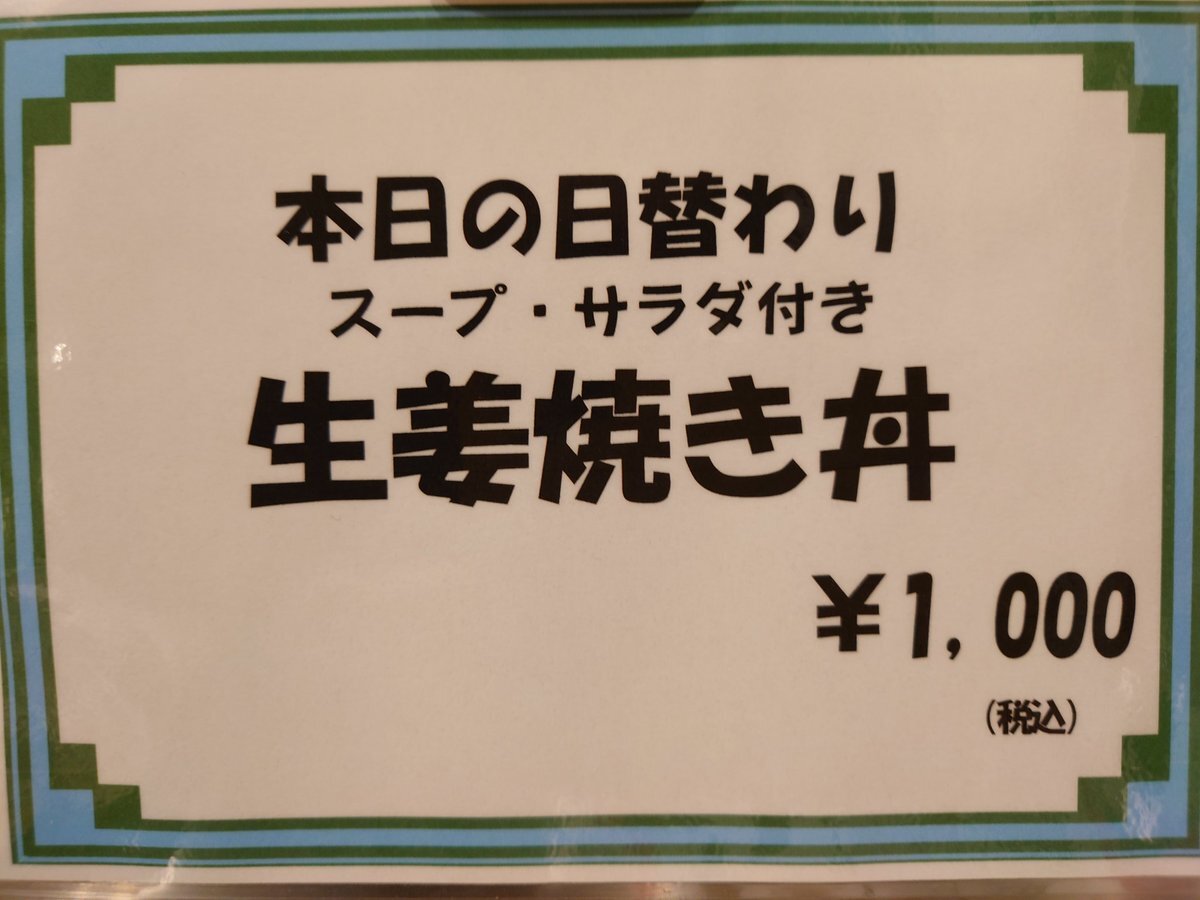 本日の日替わり
スープ・サラダ付き
生姜焼き丼
￥1,000
(税込)